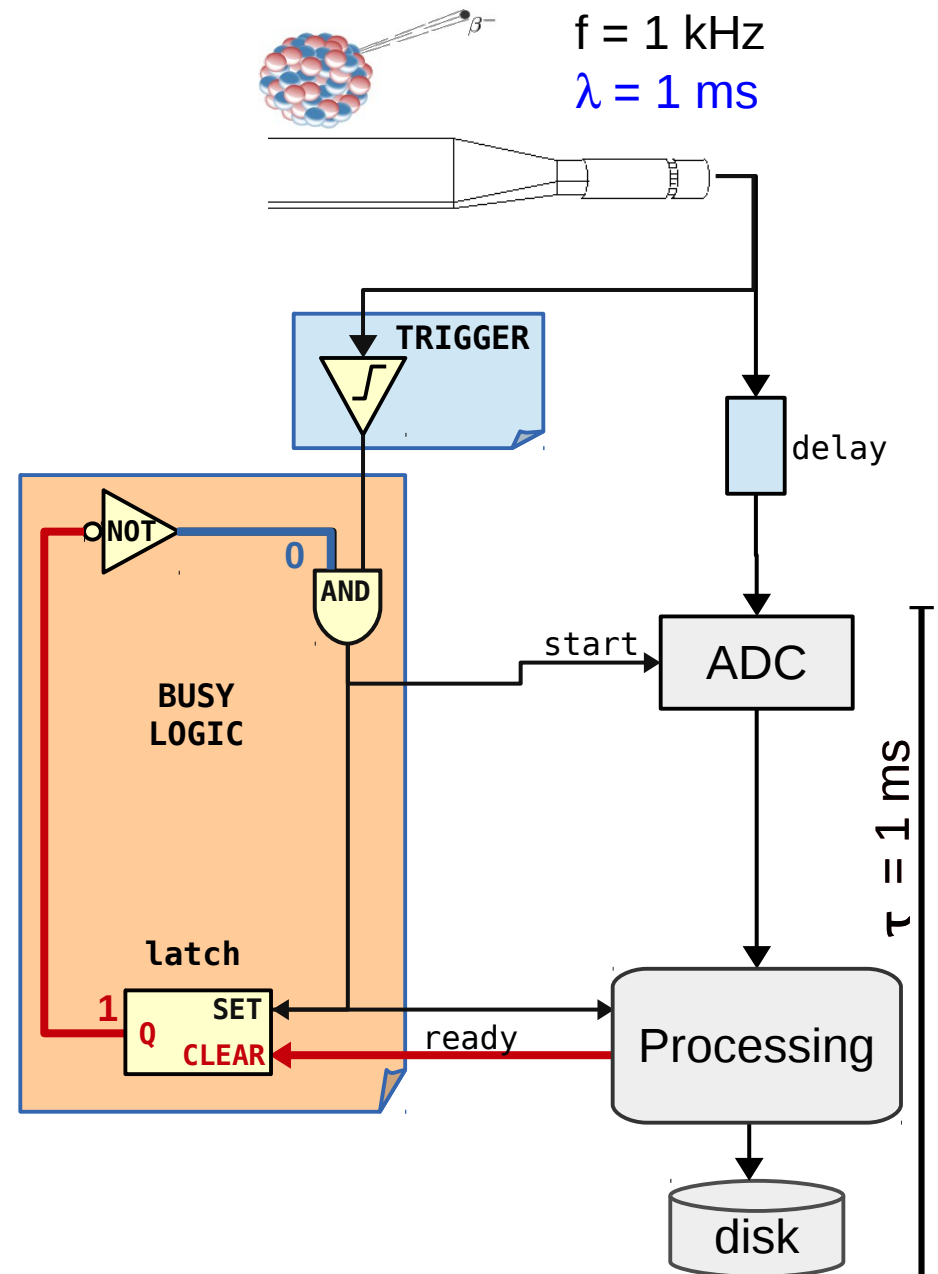 β⁻
f = 1 kHz
λ = 1 ms
TRIGGER
delay
NOT
0
AND
start
ADC
BUSY
LOGIC
τ = 1 ms
latch
1
Q
SET
CLEAR
ready
Processing
disk